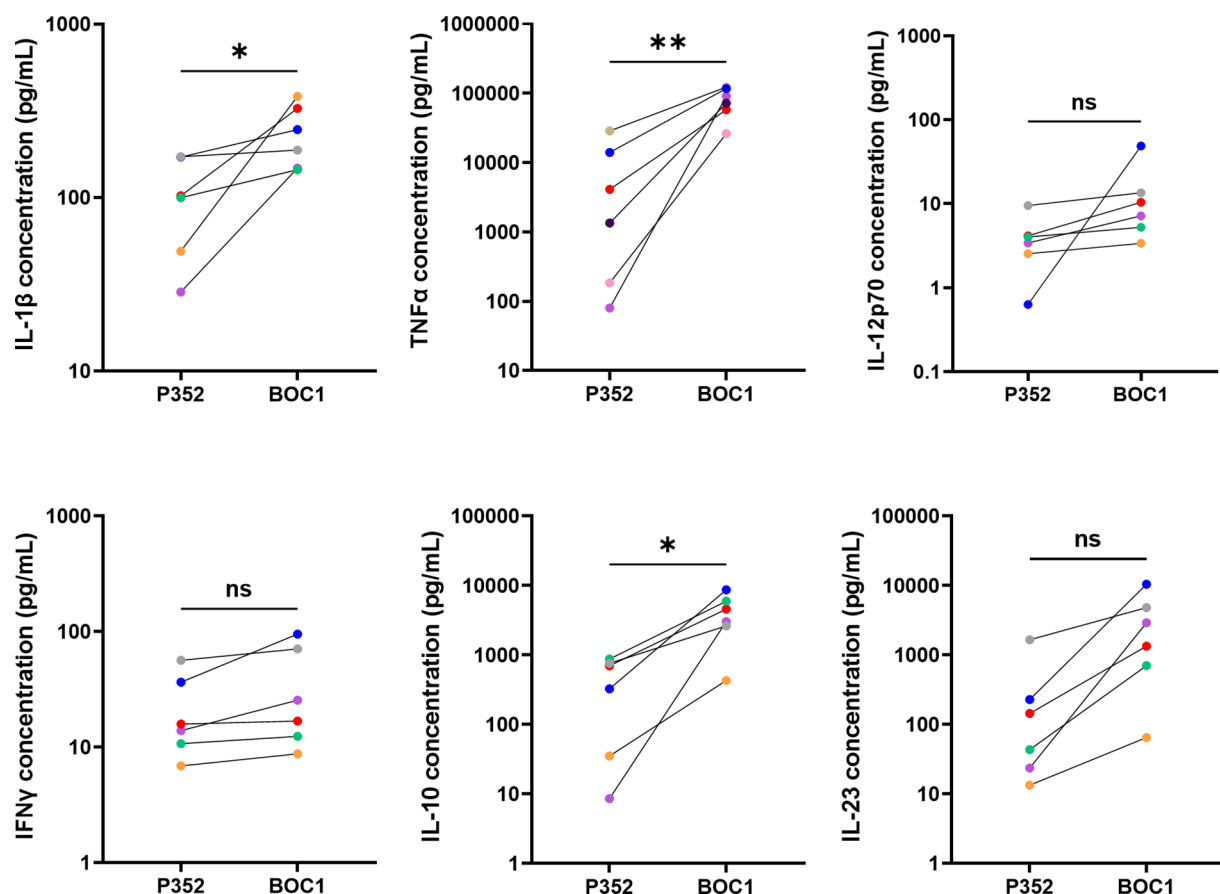 IL-1β concentration (pg/mL)
1000
100
10
*
P352
BOC1
TNFα concentration (pg/mL)
1000000
100000
10000
1000
100
10
**
P352
BOC1
IL-12p70 concentration (pg/mL)
1000
100
10
1
0.1
ns
P352
BOC1
IFNγ concentration (pg/mL)
1000
100
10
1
ns
P352
BOC1
IL-10 concentration (pg/mL)
100000
10000
1000
100
10
1
*
P352
BOC1
IL-23 concentration (pg/mL)
100000
10000
1000
100
10
1
ns
P352
BOC1